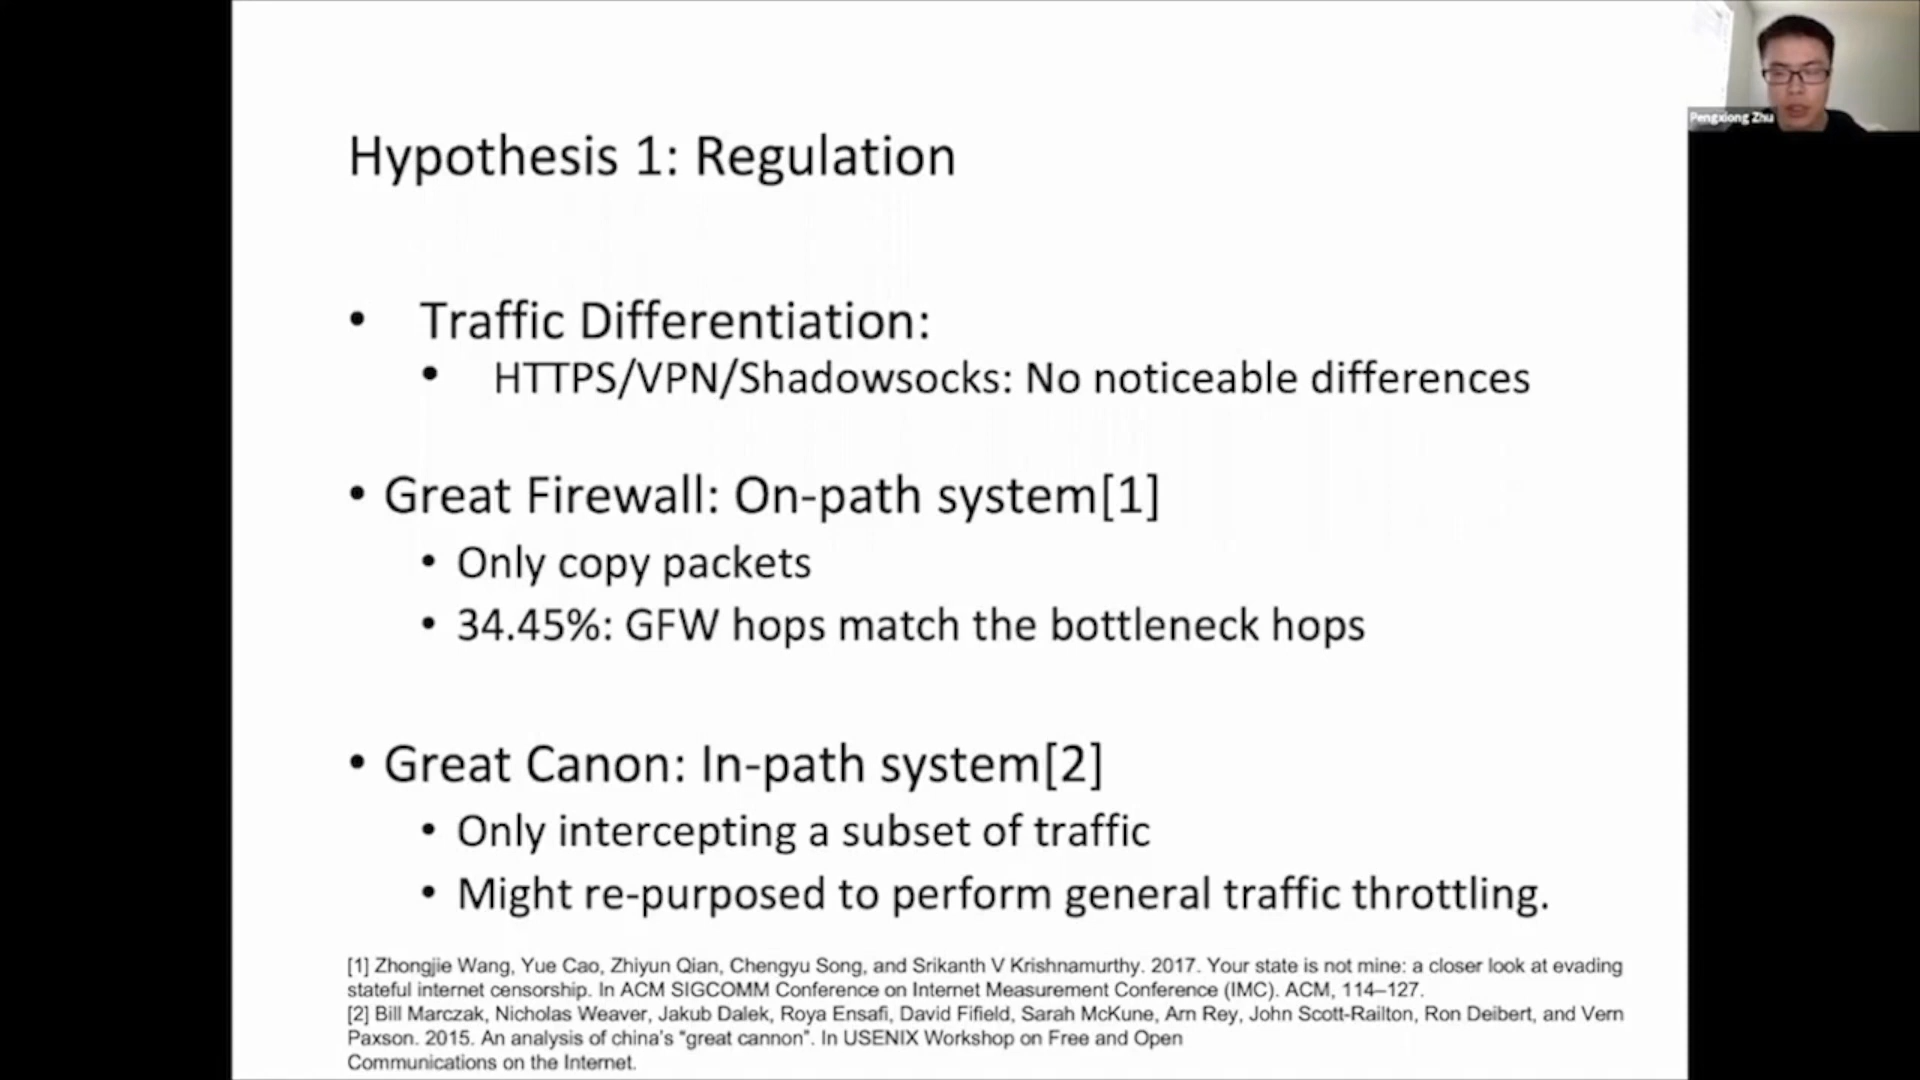 Pengxiong Zhu
Hypothesis 1: Regulation
• Traffic Differentiation:
• HTTPS/VPN/Shadowsocks: No noticeable differences
• Great Firewall: On-path system[1]
• Only copy packets
• 34.45%: GFW hops match the bottleneck hops
• Great Canon: In-path system[2]
• Only intercepting a subset of traffic
• Might re-purposed to perform general traffic throttling.
[1] Zhongjie Wang, Yue Cao, Zhiyun Qian, Chengyu Song, and Srikanth V Krishnamurthy. 2017. Your state is not mine: a closer look at evading
stateful internet censorship. In ACM SIGCOMM Conference on Internet Measurement Conference (IMC). ACM, 114–127.
[2] Bill Marczak, Nicholas Weaver, Jakub Dalek, Roya Ensafi, David Fifield, Sarah McKune, Arn Rey, John Scott-Railton, Ron Deibert, and Vern
Paxson. 2015. An analysis of china's "great cannon". In USENIX Workshop on Free and Open
Communications on the Internet.